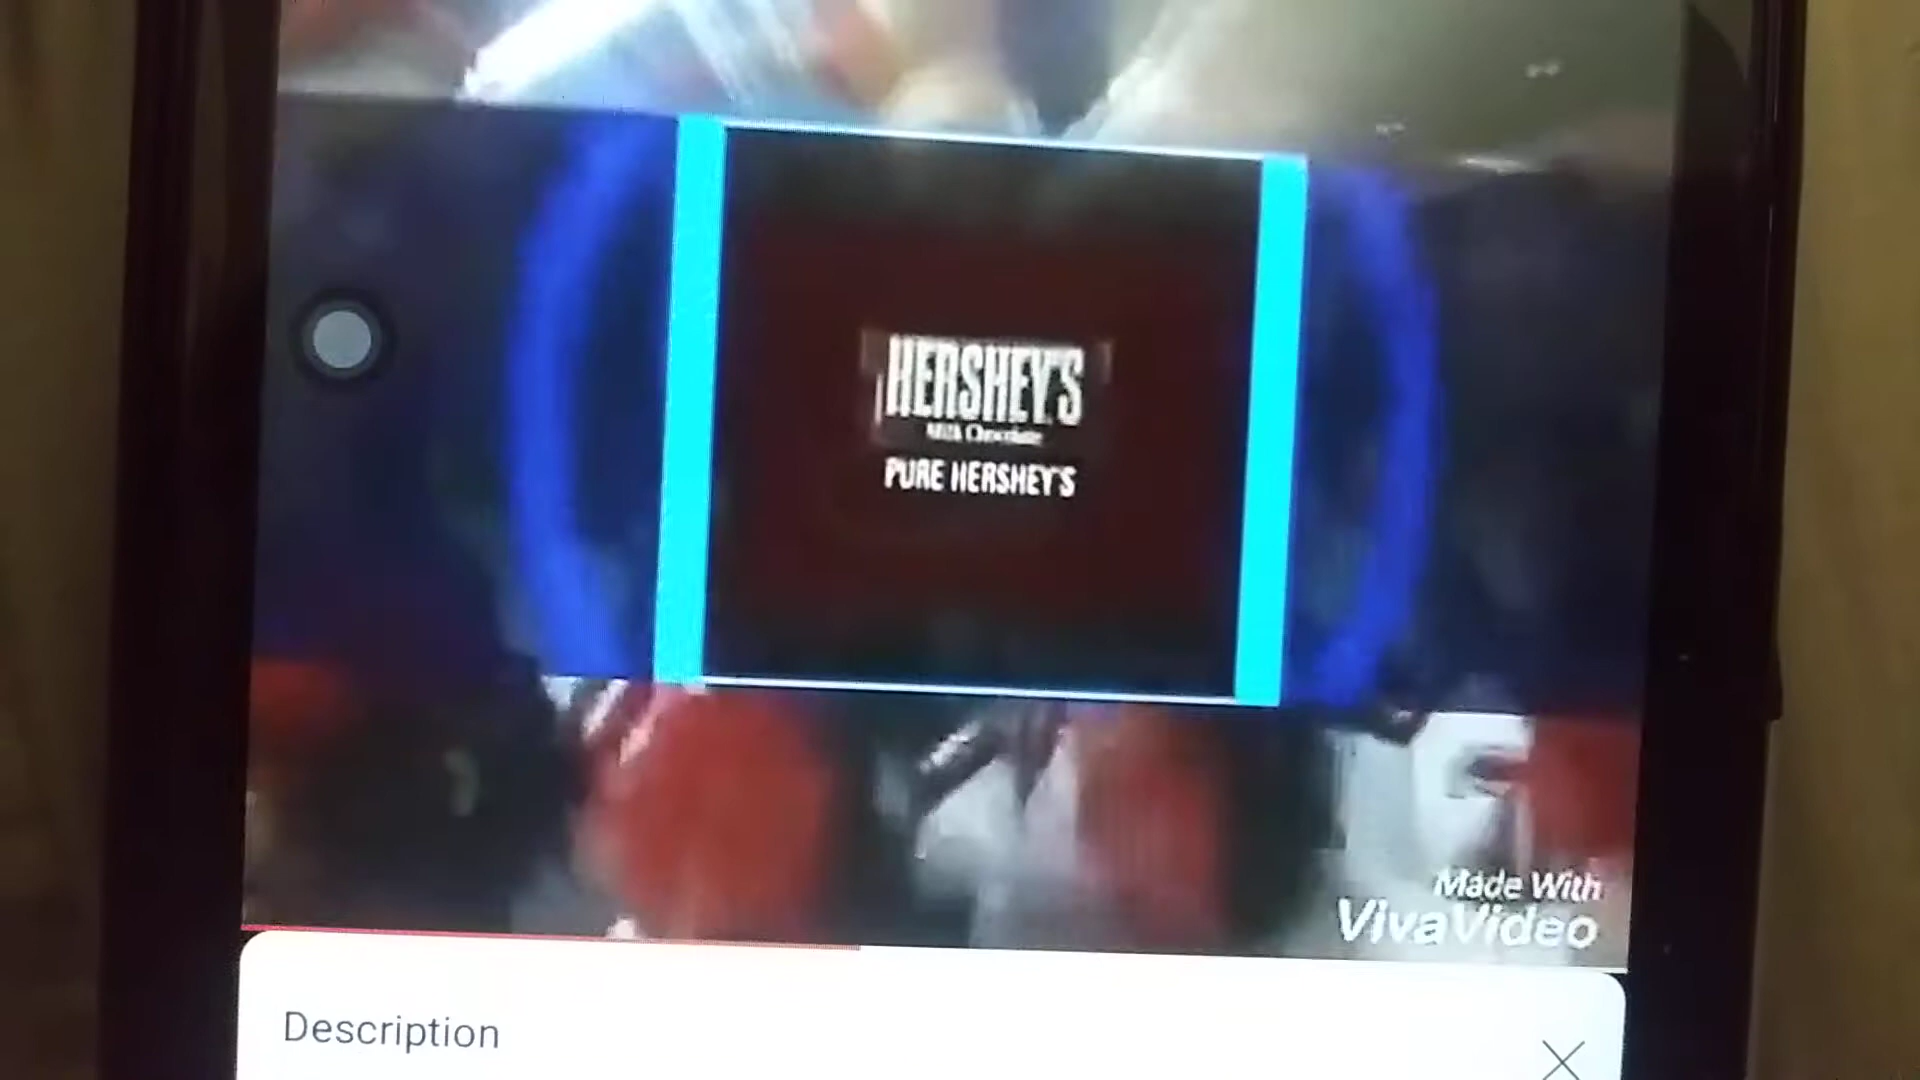 HERSHEY'S
Milk Chocolate
PURE HERSHEY'S
Made With
VivaVideo
Description